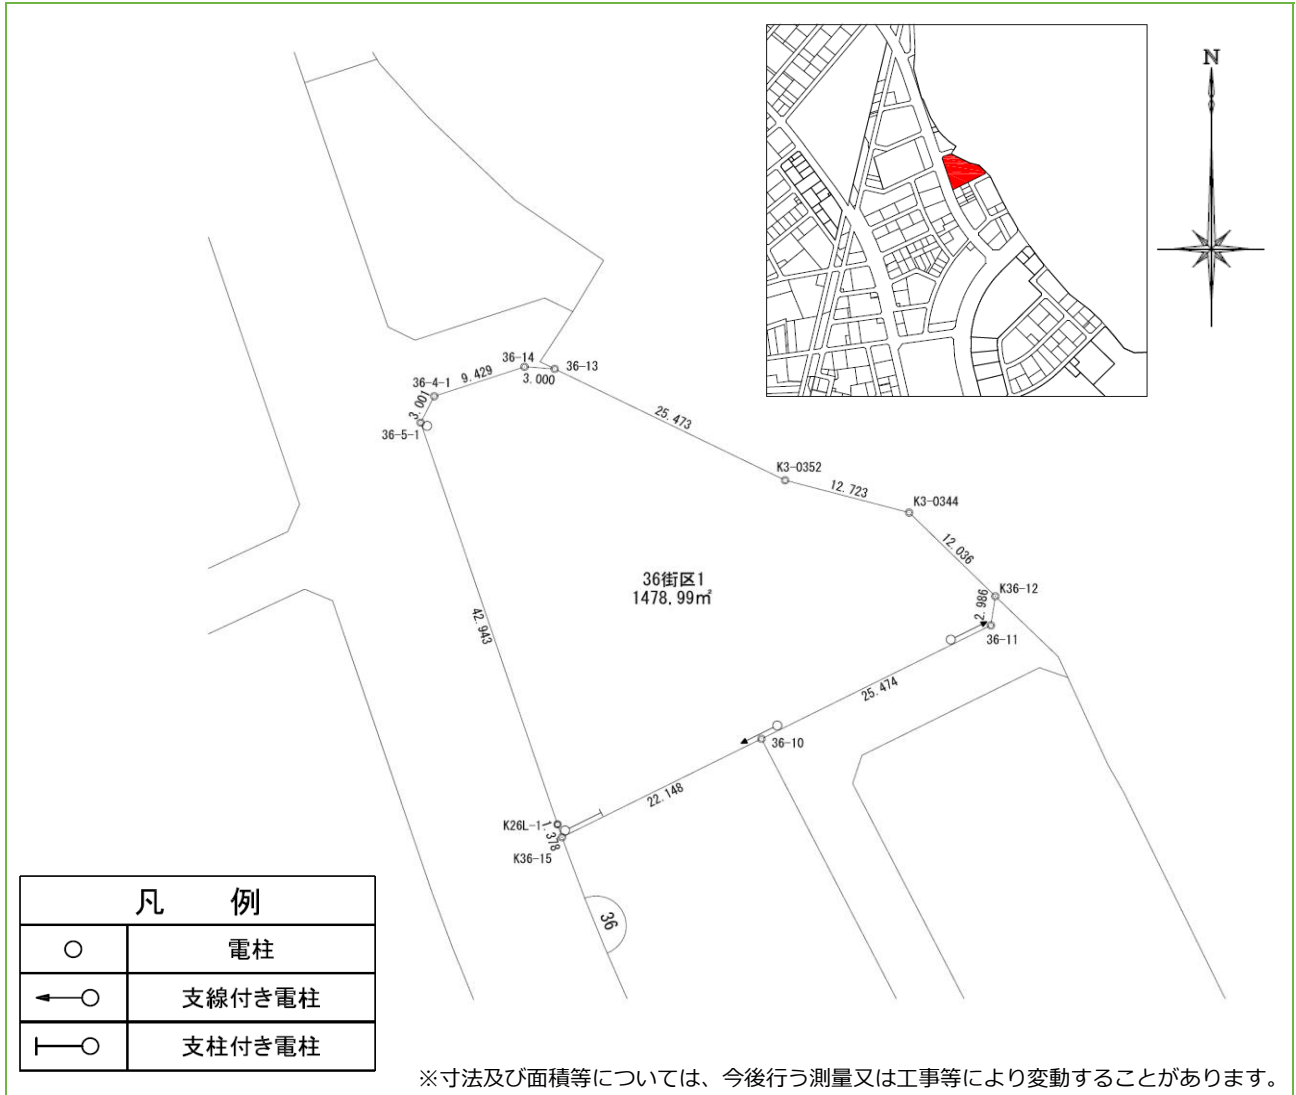 N
36-14
36-13
9.429
3.000
36-4-1
3.001
36-5-1
25.473
K3-0352
12.723
K3-0344
12.036
K36-12
2.986
36-11
36街区1
1478.99㎡
42.943
25.474
36-10
22.148
K26L-1
1.378
K36-15
36
凡 例
電柱
支線付き電柱
支柱付き電柱
※寸法及び面積等については、今後行う測量又は工事等により変動することがあります。